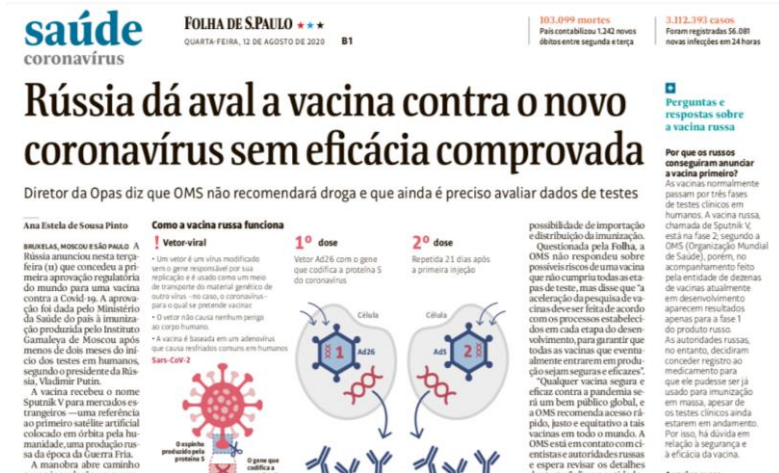 saúde
coronavírus
FOLHA DE S.PAULO
QUARTA-FEIRA, 12 DE AGOSTO DE 2020 B1
103.099 mortes
País contabilizou 1.242 novos
óbitos entre segunda e terça
3.112.393 casos
Foram registradas 56.081
novas infecções em 24 horas
Rússia dá aval a vacina contra o novo
coronavírus sem eficácia comprovada
Diretor da Opas diz que OMS não recomendará droga e que ainda é preciso avaliar dados de testes
Ana Estela de Sousa Pinto
BRUXELAS, MOSCOU E SÃO PAULO A
Rússia anunciou nesta terça-
feira (11) que concedeu a pri-
meira aprovação regulatória
do mundo para uma vacina
contra a Covid-19. A aprova-
ção foi dada pelo Ministério
da Saúde do país à imuniza-
ção produzida pelo Instituto
Gamaleya de Moscou após
menos de dois meses do iní-
cio dos testes em humanos,
segundo o presidente da Rús-
sia, Vladimir Putin.
A vacina recebeu o nome
Sputnik V para mercados es-
trangeiros —uma referência
ao primeiro satélite artificial
colocado em órbita pela hu-
manidade, uma produção rus-
sa da época da Guerra Fria.
A manobra abre caminho
Como a vacina russa funciona
! Vetor-viral
• Um vetor é um vírus modificado
sem o gene responsável por sua
replicação e é usado como um meio
de transporte do material genético de
outro vírus –no caso, o coronavírus–
para o qual se pretende vacinar
• O vetor não causa nenhum perigo
ao corpo humano.
• A vacina é baseada em um adenovírus
que causa resfriados comuns em humanos
Sars-CoV-2
O espinho
produzido pela
proteína S
O gene que
codifica a
1º dose
Vetor Ad26 com o gene
que codifica a proteína S
do coronavírus
Célula
1
Ad26
2º dose
Repetida 21 dias após
a primeira injeção
Célula
Ad5
2
possibilidade de importação
e distribuição da imunização.
Questionada pela Folha, a
OMS não respondeu sobre
possíveis riscos de uma vacina
que não cumpriu todas as eta-
pas de teste, mas disse que "a
aceleração da pesquisa de va-
cinas deve ser feita de acordo
com os processos estabeleci-
dos em cada etapa do desen-
volvimento, para garantir que
todas as vacinas que eventu-
almente entrarem em produ-
ção sejam seguras e eficazes".
"Qualquer vacina segura e
eficaz contra a pandemia se-
rá um bem público global, e
a OMS recomenda acesso rá-
pido, justo e equitativo a tais
vacinas em todo o mundo. A
OMS está em contato com ci-
entistas e autoridades russas
e espera revisar os detalhes
Perguntas e
respostas sobre
a vacina russa
Por que os russos
conseguiram anunciar
a vacina primeiro?
As vacinas normalmente
passam por três fases
de testes clínicos em
humanos. A vacina russa,
chamada de Sputnik V,
está na fase 2, segundo a
OMS (Organização Mundial
de Saúde), porém, no
acompanhamento feito
pela entidade de dezenas
de vacinas atualmente
em desenvolvimento
aparecem resultados
apenas para a fase 1
do produto russo.
As autoridades russas,
no entanto, decidiram
conceder registro ao
medicamento para
que ele pudesse ser já
usado para imunização
em massa, apesar de
os testes clínicos ainda
estarem em andamento.
Por isso, há dúvida em
relação à segurança e
à eficácia da vacina.